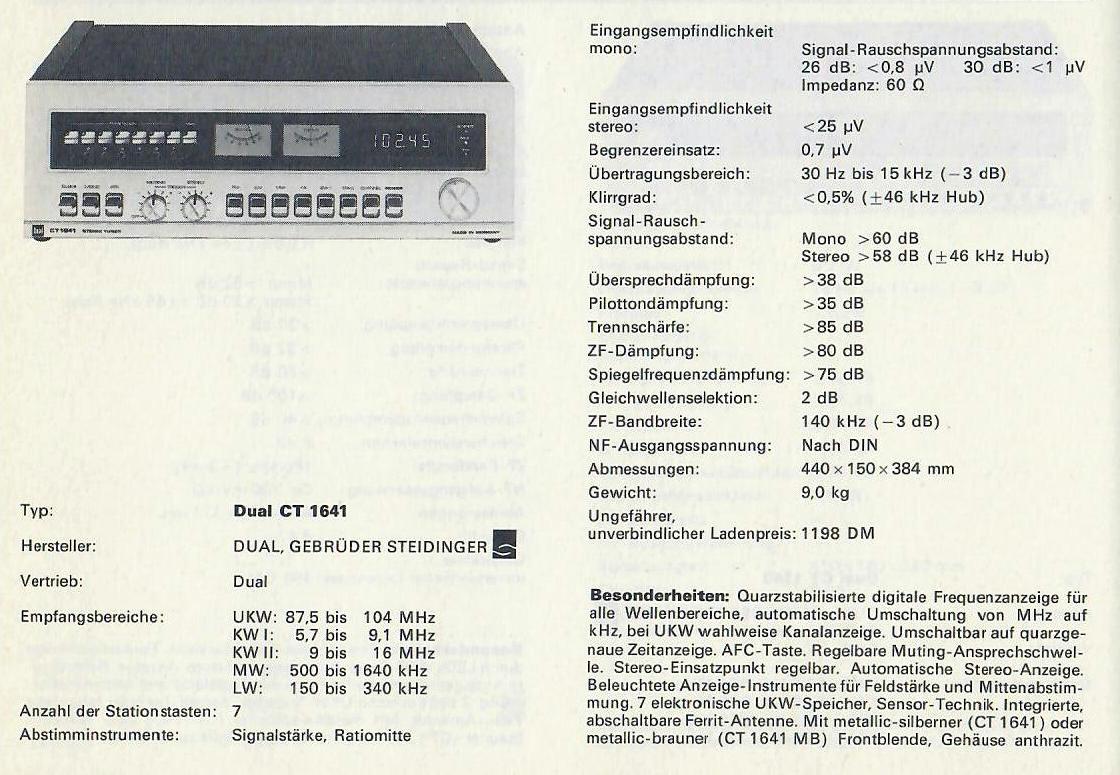 102.45
dual CT 1641 STEREO TUNER
MADE IN GERMANY
Typ: Dual CT 1641
Hersteller: DUAL, GEBRÜDER STEIDINGER
Vertrieb: Dual
Empfangsbereiche: UKW: 87,5 bis 104 MHz
KW I: 5,7 bis 9,1 MHz
KW II: 9 bis 16 MHz
MW: 500 bis 1640 kHz
LW: 150 bis 340 kHz
Anzahl der Stationstasten: 7
Abstimminstrumente: Signalstärke, Ratiomitte
Eingangsempfindlichkeit
mono: Signal-Rauschspannungsabstand:
26 dB: <0,8 µV 30 dB: <1 µV
Impedanz: 60 Ω
Eingangsempfindlichkeit
stereo: <25 µV
Begrenzereinsatz: 0,7 µV
Übertragungsbereich: 30 Hz bis 15 kHz (−3 dB)
Klirrgrad: <0,5% (±46 kHz Hub)
Signal-Rausch-
spannungsabstand: Mono >60 dB
Stereo >58 dB (±46 kHz Hub)
Übersprechdämpfung: >38 dB
Pilottondämpfung: >35 dB
Trennschärfe: >85 dB
ZF-Dämpfung: >80 dB
Spiegelfrequenzdämpfung: >75 dB
Gleichwellenselektion: 2 dB
ZF-Bandbreite: 140 kHz (−3 dB)
NF-Ausgangsspannung: Nach DIN
Abmessungen: 440 × 150 × 384 mm
Gewicht: 9,0 kg
Ungefährer,
unverbindlicher Ladenpreis: 1198 DM
Besonderheiten: Quarzstabilisierte digitale Frequenzanzeige für
alle Wellenbereiche, automatische Umschaltung von MHz auf
kHz, bei UKW wahlweise Kanalanzeige. Umschaltbar auf quarzge-
naue Zeitanzeige. AFC-Taste. Regelbare Muting-Ansprechschwel-
le. Stereo-Einsatzpunkt regelbar. Automatische Stereo-Anzeige.
Beleuchtete Anzeige-Instrumente für Feldstärke und Mittenabstim-
mung. 7 elektronische UKW-Speicher, Sensor-Technik. Integrierte,
abschaltbare Ferrit-Antenne. Mit metallic-silberner (CT 1641) oder
metallic-brauner (CT 1641 MB) Frontblende, Gehäuse anthrazit.